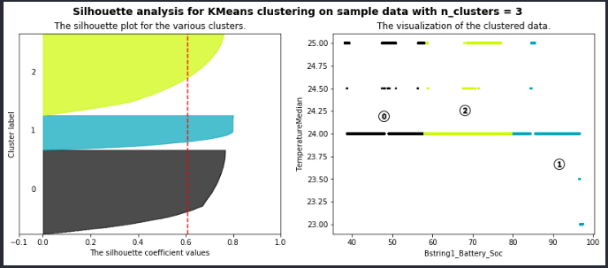 Silhouette analysis for KMeans clustering on sample data with n_clusters = 3
The silhouette plot for the various clusters.
Cluster label
2
1
0
−0.1 0.0 0.2 0.4 0.6 0.8 1.0
The silhouette coefficient values
The visualization of the clustered data.
TemperatureMedian
25.00
24.75
24.50
24.25
24.00
23.75
23.50
23.25
23.00
0
2
1
40 50 60 70 80 90 100
Bstring1_Battery_Soc